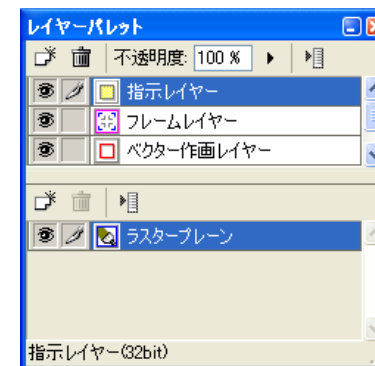 レイヤーパレット
不透明度: 100 %
指示レイヤー
フレームレイヤー
ベクター作画レイヤー
ラスタープレーン
指示レイヤー(32bit)